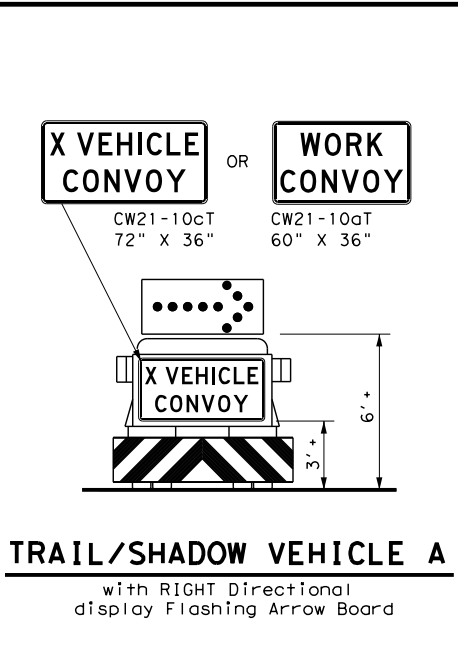 X VEHICLE
CONVOY
OR
WORK
CONVOY
CW21-10cT
72" X 36"
CW21-10aT
60" X 36"
X VEHICLE
CONVOY
6' +
3' +
TRAIL/SHADOW VEHICLE A
with RIGHT Directional
display Flashing Arrow Board